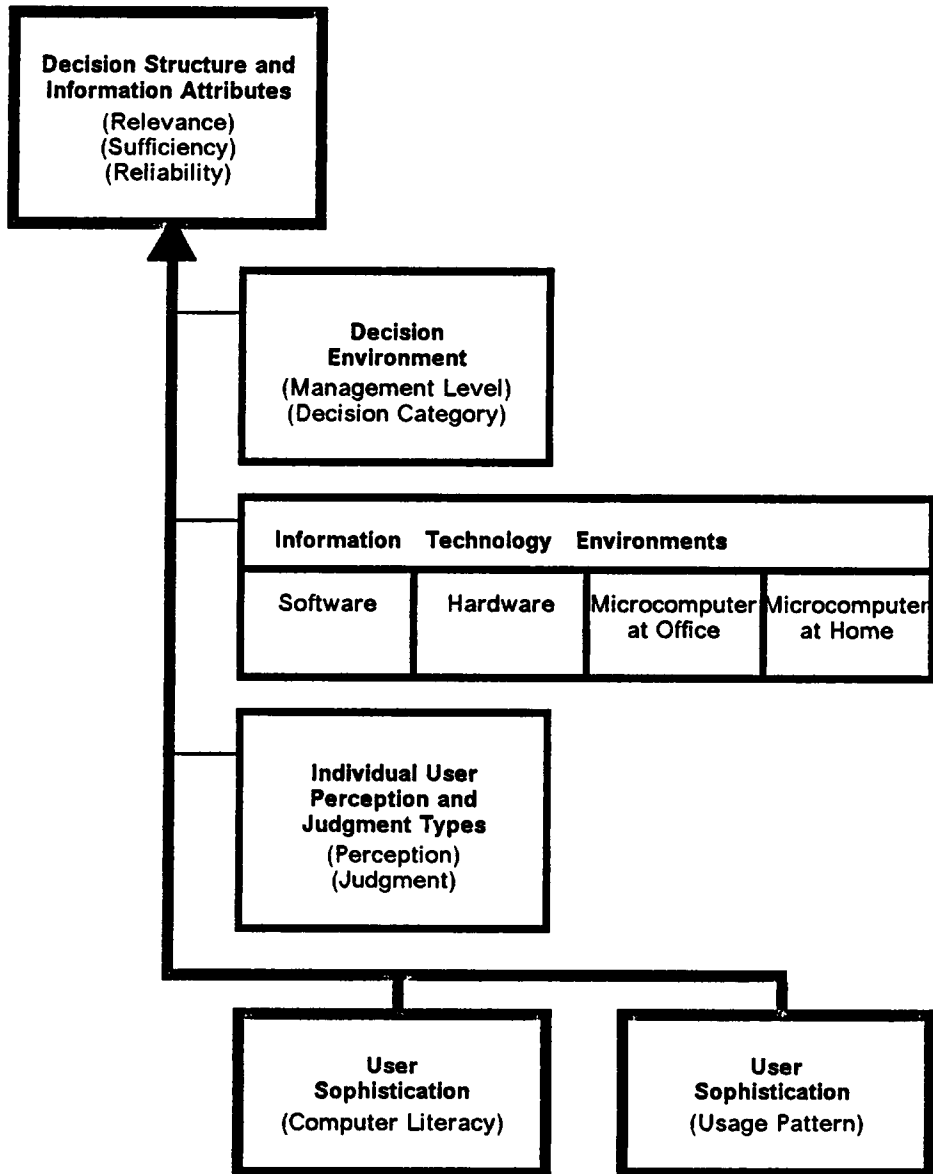 Decision Structure and
Information Attributes
(Relevance)
(Sufficiency)
(Reliability)
Decision
Environment
(Management Level)
(Decision Category)
Information Technology Environments
Software
Hardware
Microcomputer
at Office
Microcomputer
at Home
Individual User
Perception and
Judgment Types
(Perception)
(Judgment)
User
Sophistication
(Computer Literacy)
User
Sophistication
(Usage Pattern)